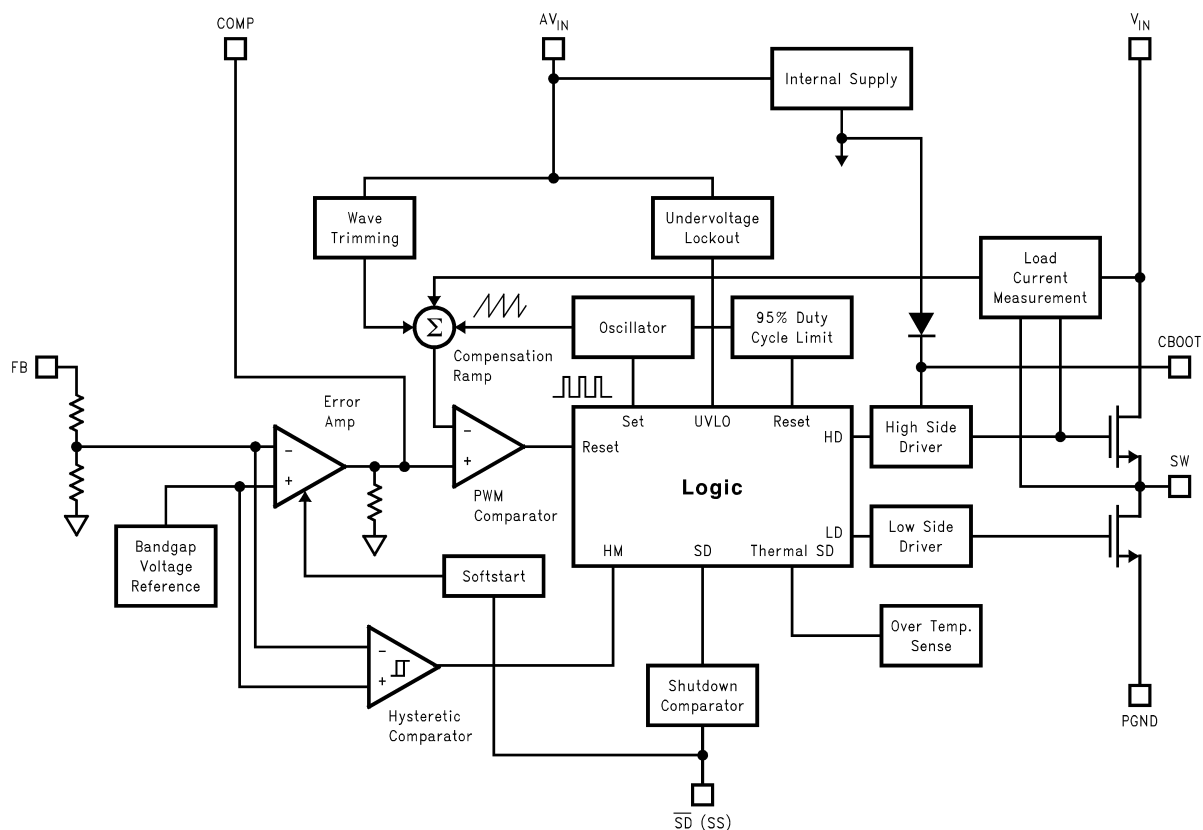 COMP
AVIN
VIN
Internal Supply
Wave
Trimming
Undervoltage
Lockout
Load
Current
Measurement
Σ
Oscillator
95% Duty
Cycle Limit
Compensation
Ramp
CBOOT
FB
Error
Amp
-
+
-
+
PWM
Comparator
Set
UVLO
Reset
Reset
HD
Logic
LD
HM
SD
Thermal SD
High Side
Driver
SW
Low Side
Driver
Bandgap
Voltage
Reference
Softstart
Over Temp.
Sense
-
+
Hysteretic
Comparator
Shutdown
Comparator
PGND
S̅D̅ (SS)